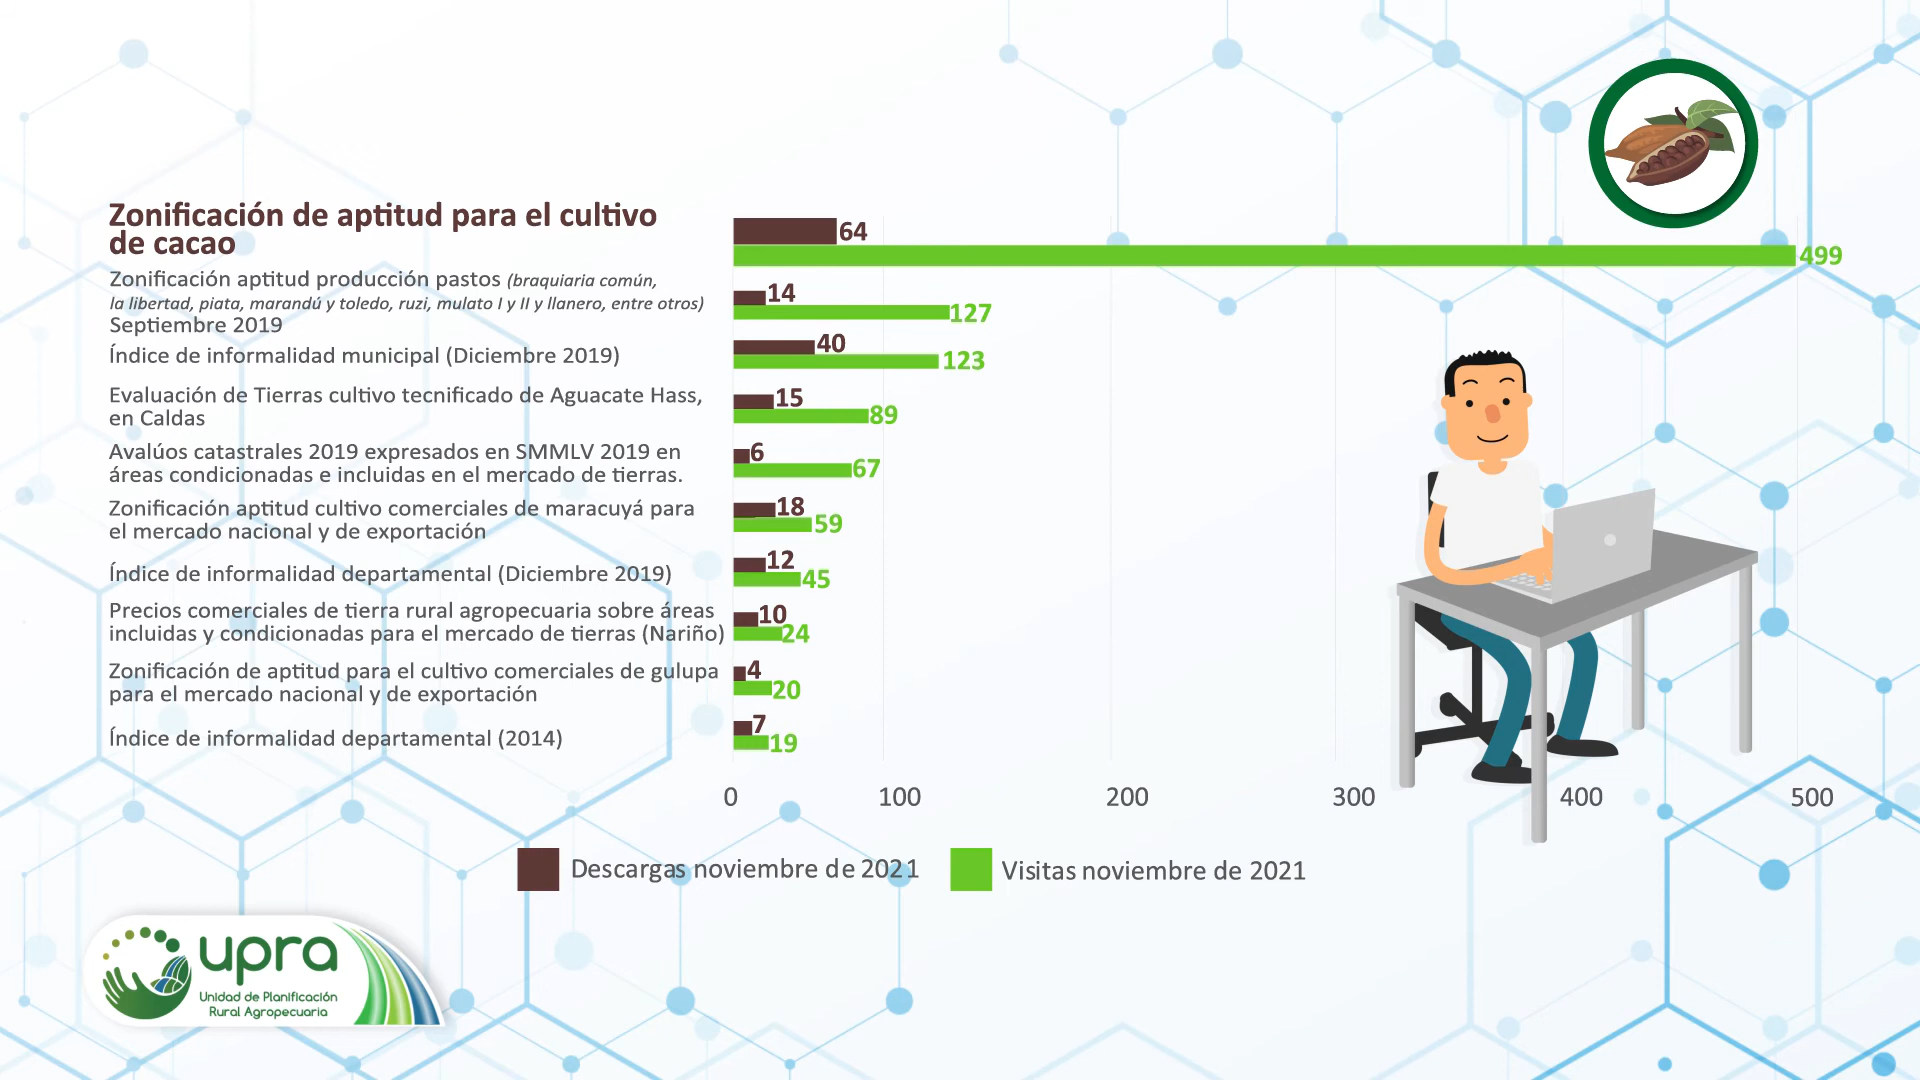 Zonificación de aptitud para el cultivo
de cacao
64
499
Zonificación aptitud producción pastos (braquiaria común,
la libertad, piata, marandú y toledo, ruzi, mulato I y II y llanero, entre otros)
Septiembre 2019
14
127
Índice de informalidad municipal (Diciembre 2019)
40
123
Evaluación de Tierras cultivo tecnificado de Aguacate Hass,
en Caldas
15
89
Avalúos catastrales 2019 expresados en SMMLV 2019 en
áreas condicionadas e incluidas en el mercado de tierras.
6
67
Zonificación aptitud cultivo comerciales de maracuyá para
el mercado nacional y de exportación
18
59
Índice de informalidad departamental (Diciembre 2019)
12
45
Precios comerciales de tierra rural agropecuaria sobre áreas
incluidas y condicionadas para el mercado de tierras (Nariño)
10
24
Zonificación de aptitud para el cultivo comerciales de gulupa
para el mercado nacional y de exportación
4
20
Índice de informalidad departamental (2014)
7
19
0 100 200 300 400 500
Descargas noviembre de 2021
Visitas noviembre de 2021
upra
Unidad de Planificación
Rural Agropecuaria